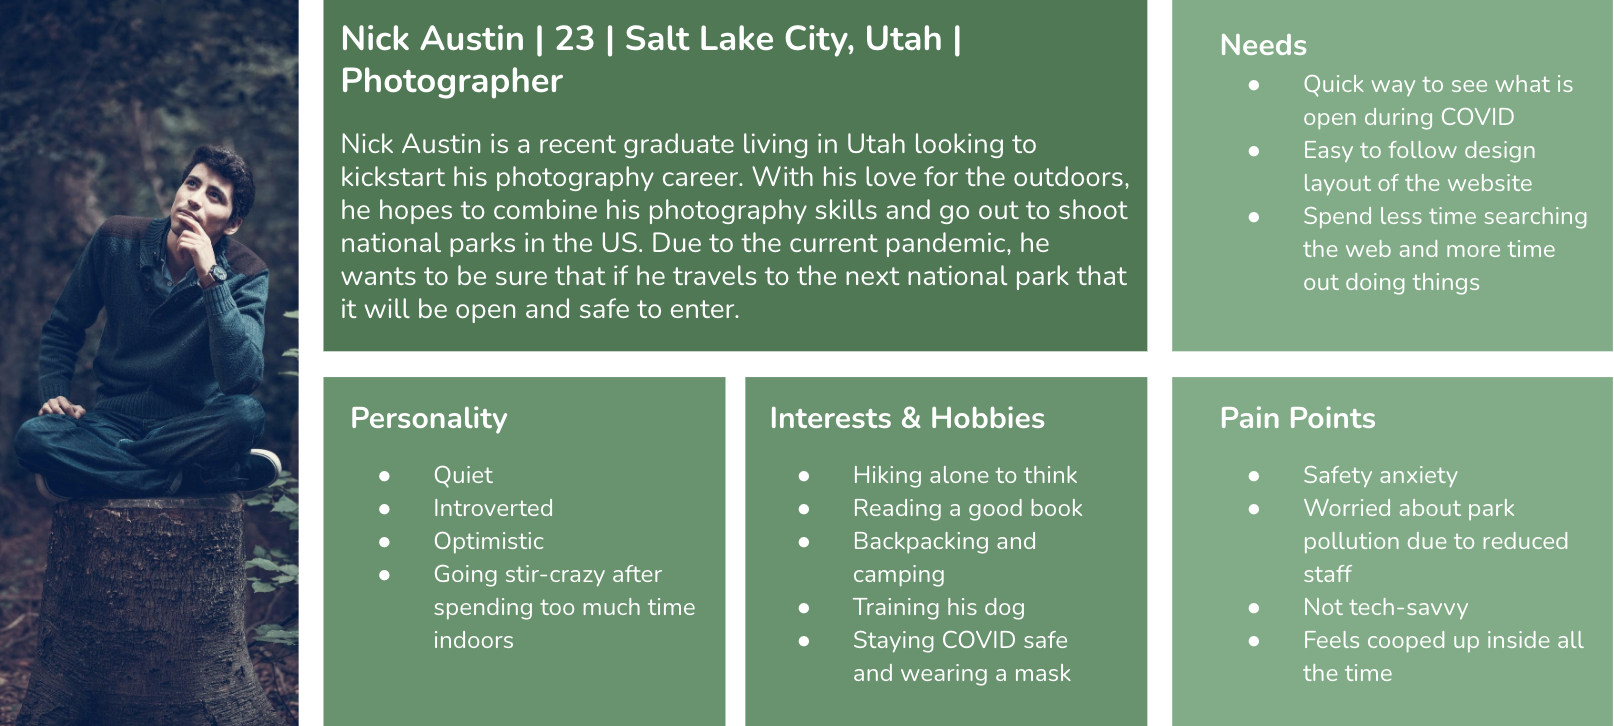 Nick Austin | 23 | Salt Lake City, Utah |
Photographer
Nick Austin is a recent graduate living in Utah looking to
kickstart his photography career. With his love for the outdoors,
he hopes to combine his photography skills and go out to shoot
national parks in the US. Due to the current pandemic, he
wants to be sure that if he travels to the next national park that
it will be open and safe to enter.
Needs
● Quick way to see what is
open during COVID
● Easy to follow design
layout of the website
● Spend less time searching
the web and more time
out doing things
Personality
● Quiet
● Introverted
● Optimistic
● Going stir-crazy after
spending too much time
indoors
Interests & Hobbies
● Hiking alone to think
● Reading a good book
● Backpacking and
camping
● Training his dog
● Staying COVID safe
and wearing a mask
Pain Points
● Safety anxiety
● Worried about park
pollution due to reduced
staff
● Not tech-savvy
● Feels cooped up inside all
the time